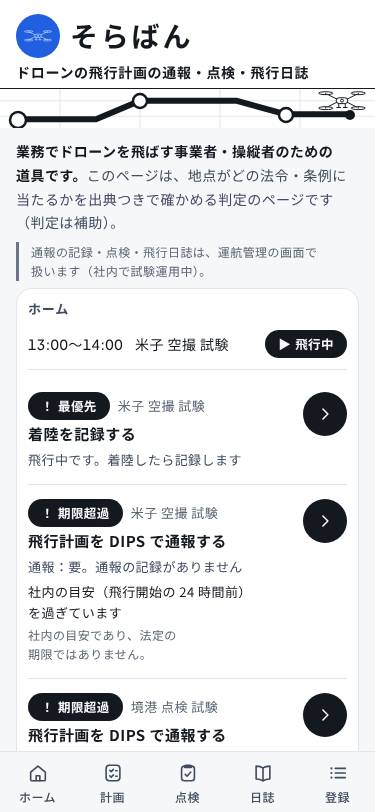 そらばん
ドローンの飛行計画の通報・点検・飛行日誌
業務でドローンを飛ばす事業者・操縦者のための
道具です。このページは、地点がどの法令・条例に
当たるかを出典つきで確かめる判定のページです
（判定は補助）。
通報の記録・点検・飛行日誌は、運航管理の画面で
扱います（社内で試験運用中）。
ホーム
13:00〜14:00 米子 空撮 試験 ▶ 飛行中
! 最優先 米子 空撮 試験
着陸を記録する
飛行中です。着陸したら記録します
! 期限超過 米子 空撮 試験
飛行計画を DIPS で通報する
通報：要。通報の記録がありません
社内の目安（飛行開始の 24 時間前）
を過ぎています
社内の目安であり、法定の
期限ではありません。
! 期限超過 境港 点検 試験
飛行計画を DIPS で通報する
ホーム 計画 点検 日誌 登録